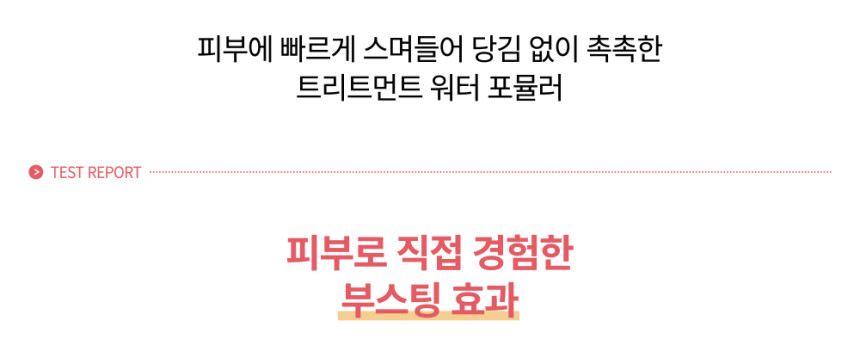 피부에 빠르게 스며들어 당김 없이 촉촉한
트리트먼트 워터 포뮬러
TEST REPORT
피부로 직접 경험한
부스팅 효과